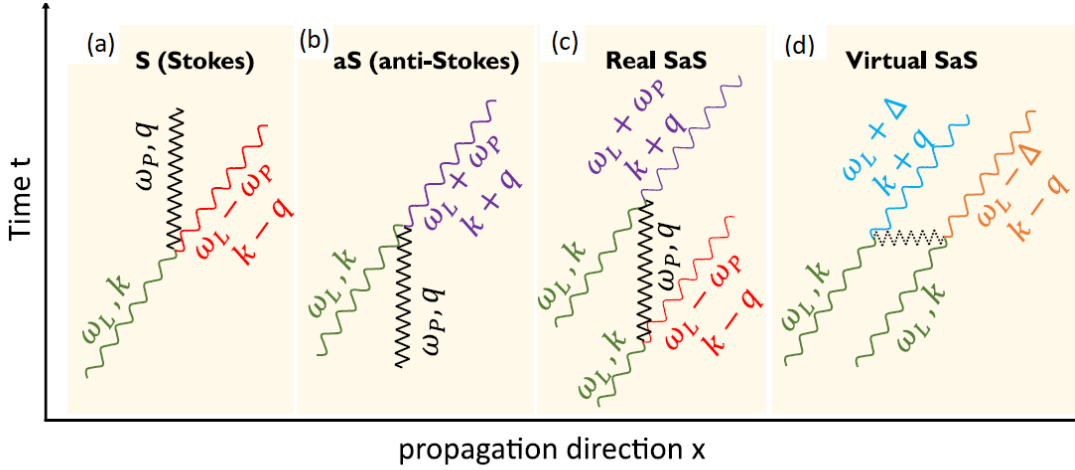 Time t
(a)
S (Stokes)
ω_P, q
ω_L − ω_P
k − q
ω_L, k
(b)
aS (anti-Stokes)
ω_L, k
ω_L + ω_P
k + q
ω_P, q
(c)
Real SaS
ω_L + ω_P
k + q
ω_L, k
ω_P, q
ω_L − ω_P
k − q
ω_L, k
(d)
Virtual SaS
ω_L + Δ
k + q
ω_L − Δ
k − q
ω_L, k
ω_L, k
propagation direction x